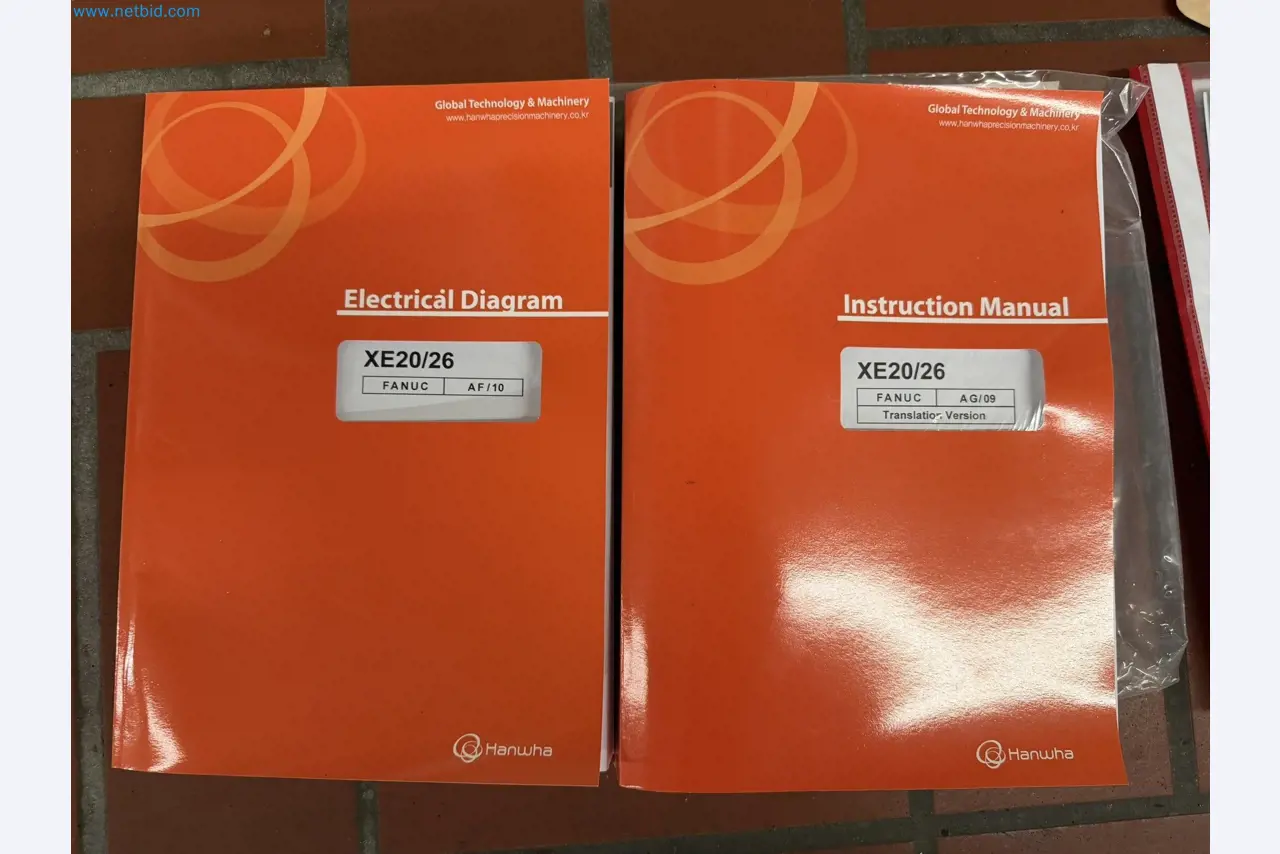 www.netbid.com
Global Technology & Machinery
www.hanwhaprecisionmachinery.co.kr
Electrical Diagram
XE20/26
FANUC AF/10
Hanwha
Global Technology & Machinery
www.hanwhaprecisionmachinery.co.kr
Instruction Manual
XE20/26
FANUC AG/09
Translation Version
Hanwha